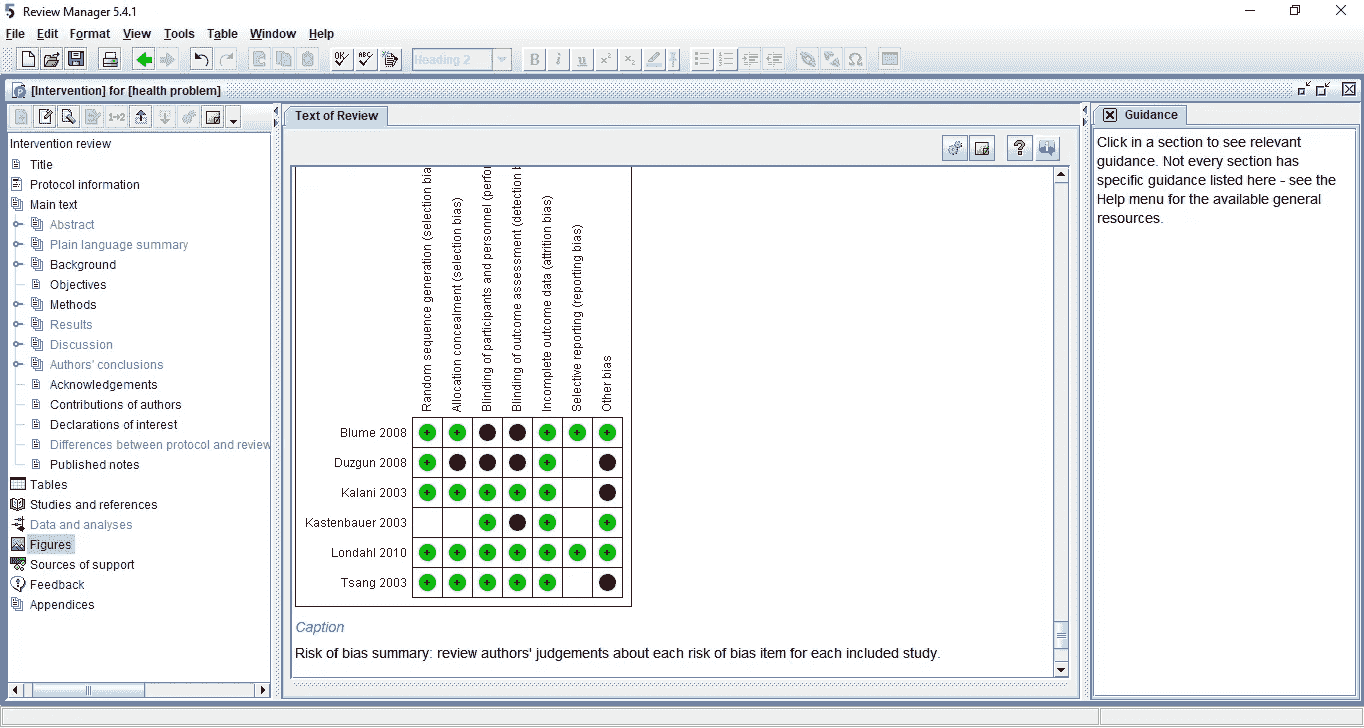 Review Manager 5.4.1
File Edit Format View Tools Table Window Help
OK ABC Heading 2 B i u x² x₂ Ω
[Intervention] for [health problem]
1→2
Text of Review
Guidance
Intervention review
Title
Protocol information
Main text
Abstract
Plain language summary
Background
Objectives
Methods
Results
Discussion
Authors' conclusions
Acknowledgements
Contributions of authors
Declarations of interest
Differences between protocol and review
Published notes
Tables
Studies and references
Data and analyses
Figures
Sources of support
Feedback
Appendices
?
Random sequence generation (selection bia
Allocation concealment (selection bias)
Blinding of participants and personnel (perfor
Blinding of outcome assessment (detection b
Incomplete outcome data (attrition bias)
Selective reporting (reporting bias)
Other bias
Blume 2008 + + + + +
Duzgun 2008 + +
Kalani 2003 + + + + +
Kastenbauer 2003 + + +
Londahl 2010 + + + + + + +
Tsang 2003 + + + + +
Caption
Risk of bias summary: review authors' judgements about each risk of bias item for each included study.
Click in a section to see relevant
guidance. Not every section has
specific guidance listed here - see the
Help menu for the available general
resources.